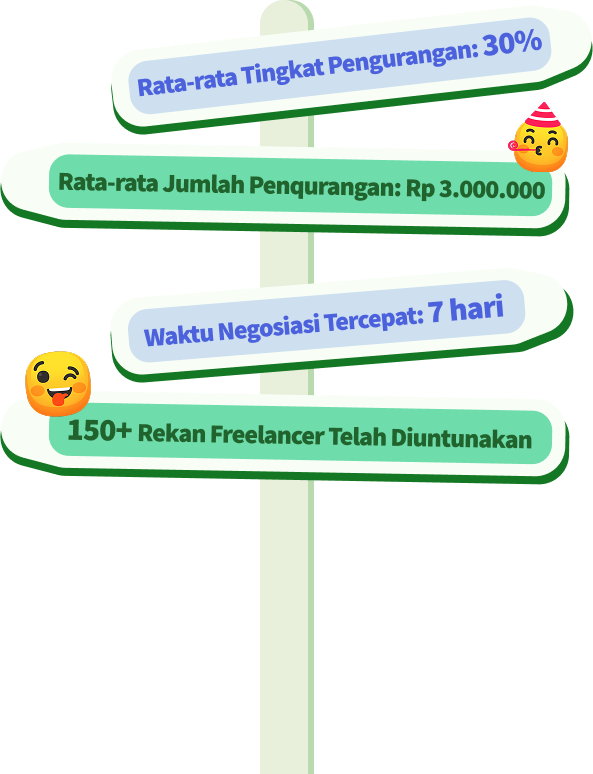 Rata-rata Tingkat Pengurangan: 30%
Rata-rata Jumlah Penqurangan: Rp 3.000.000
Waktu Negosiasi Tercepat: 7 hari
150+ Rekan Freelancer Telah Diuntunakan